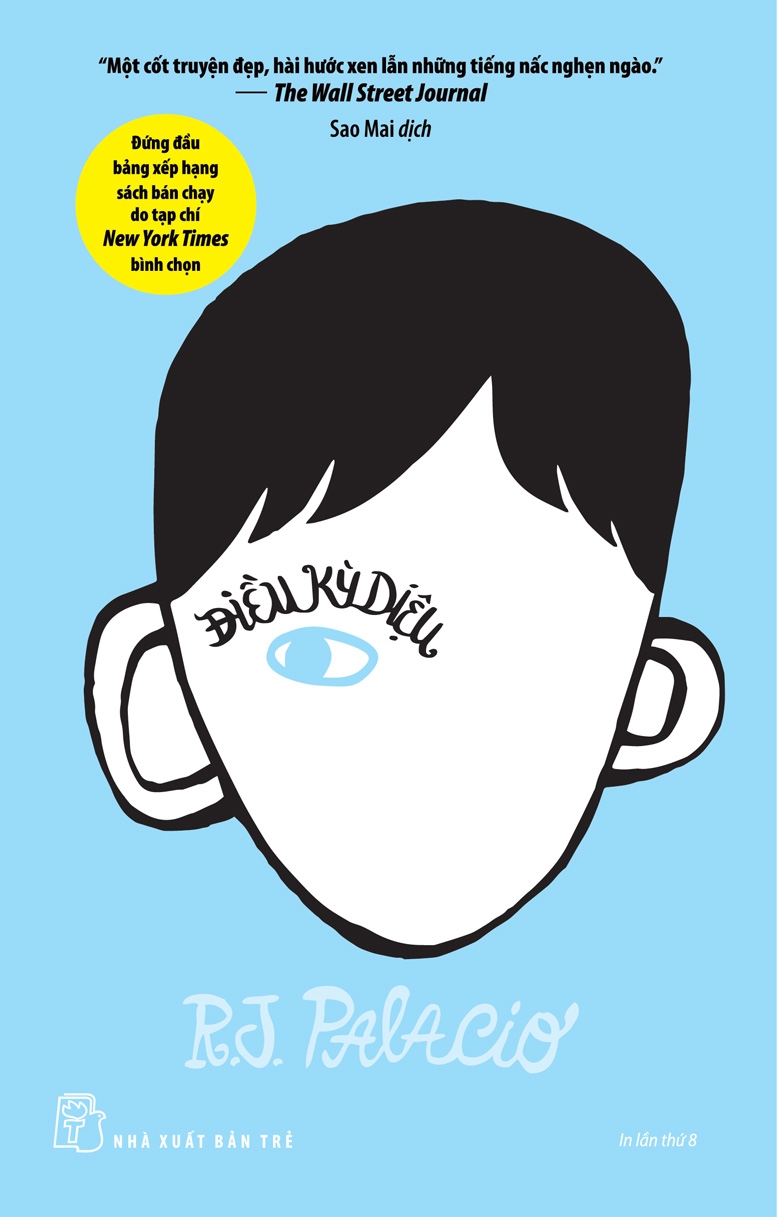 “Một cốt truyện đẹp, hài hước xen lẫn những tiếng nấc nghẹn ngào.”
— The Wall Street Journal
Sao Mai dịch
Đứng đầu
bảng xếp hạng
sách bán chạy
do tạp chí
New York Times
bình chọn
ĐIỀU KỲ DIỆU
R.J. PALACIO
T
NHÀ XUẤT BẢN TRẺ
In lần thứ 8